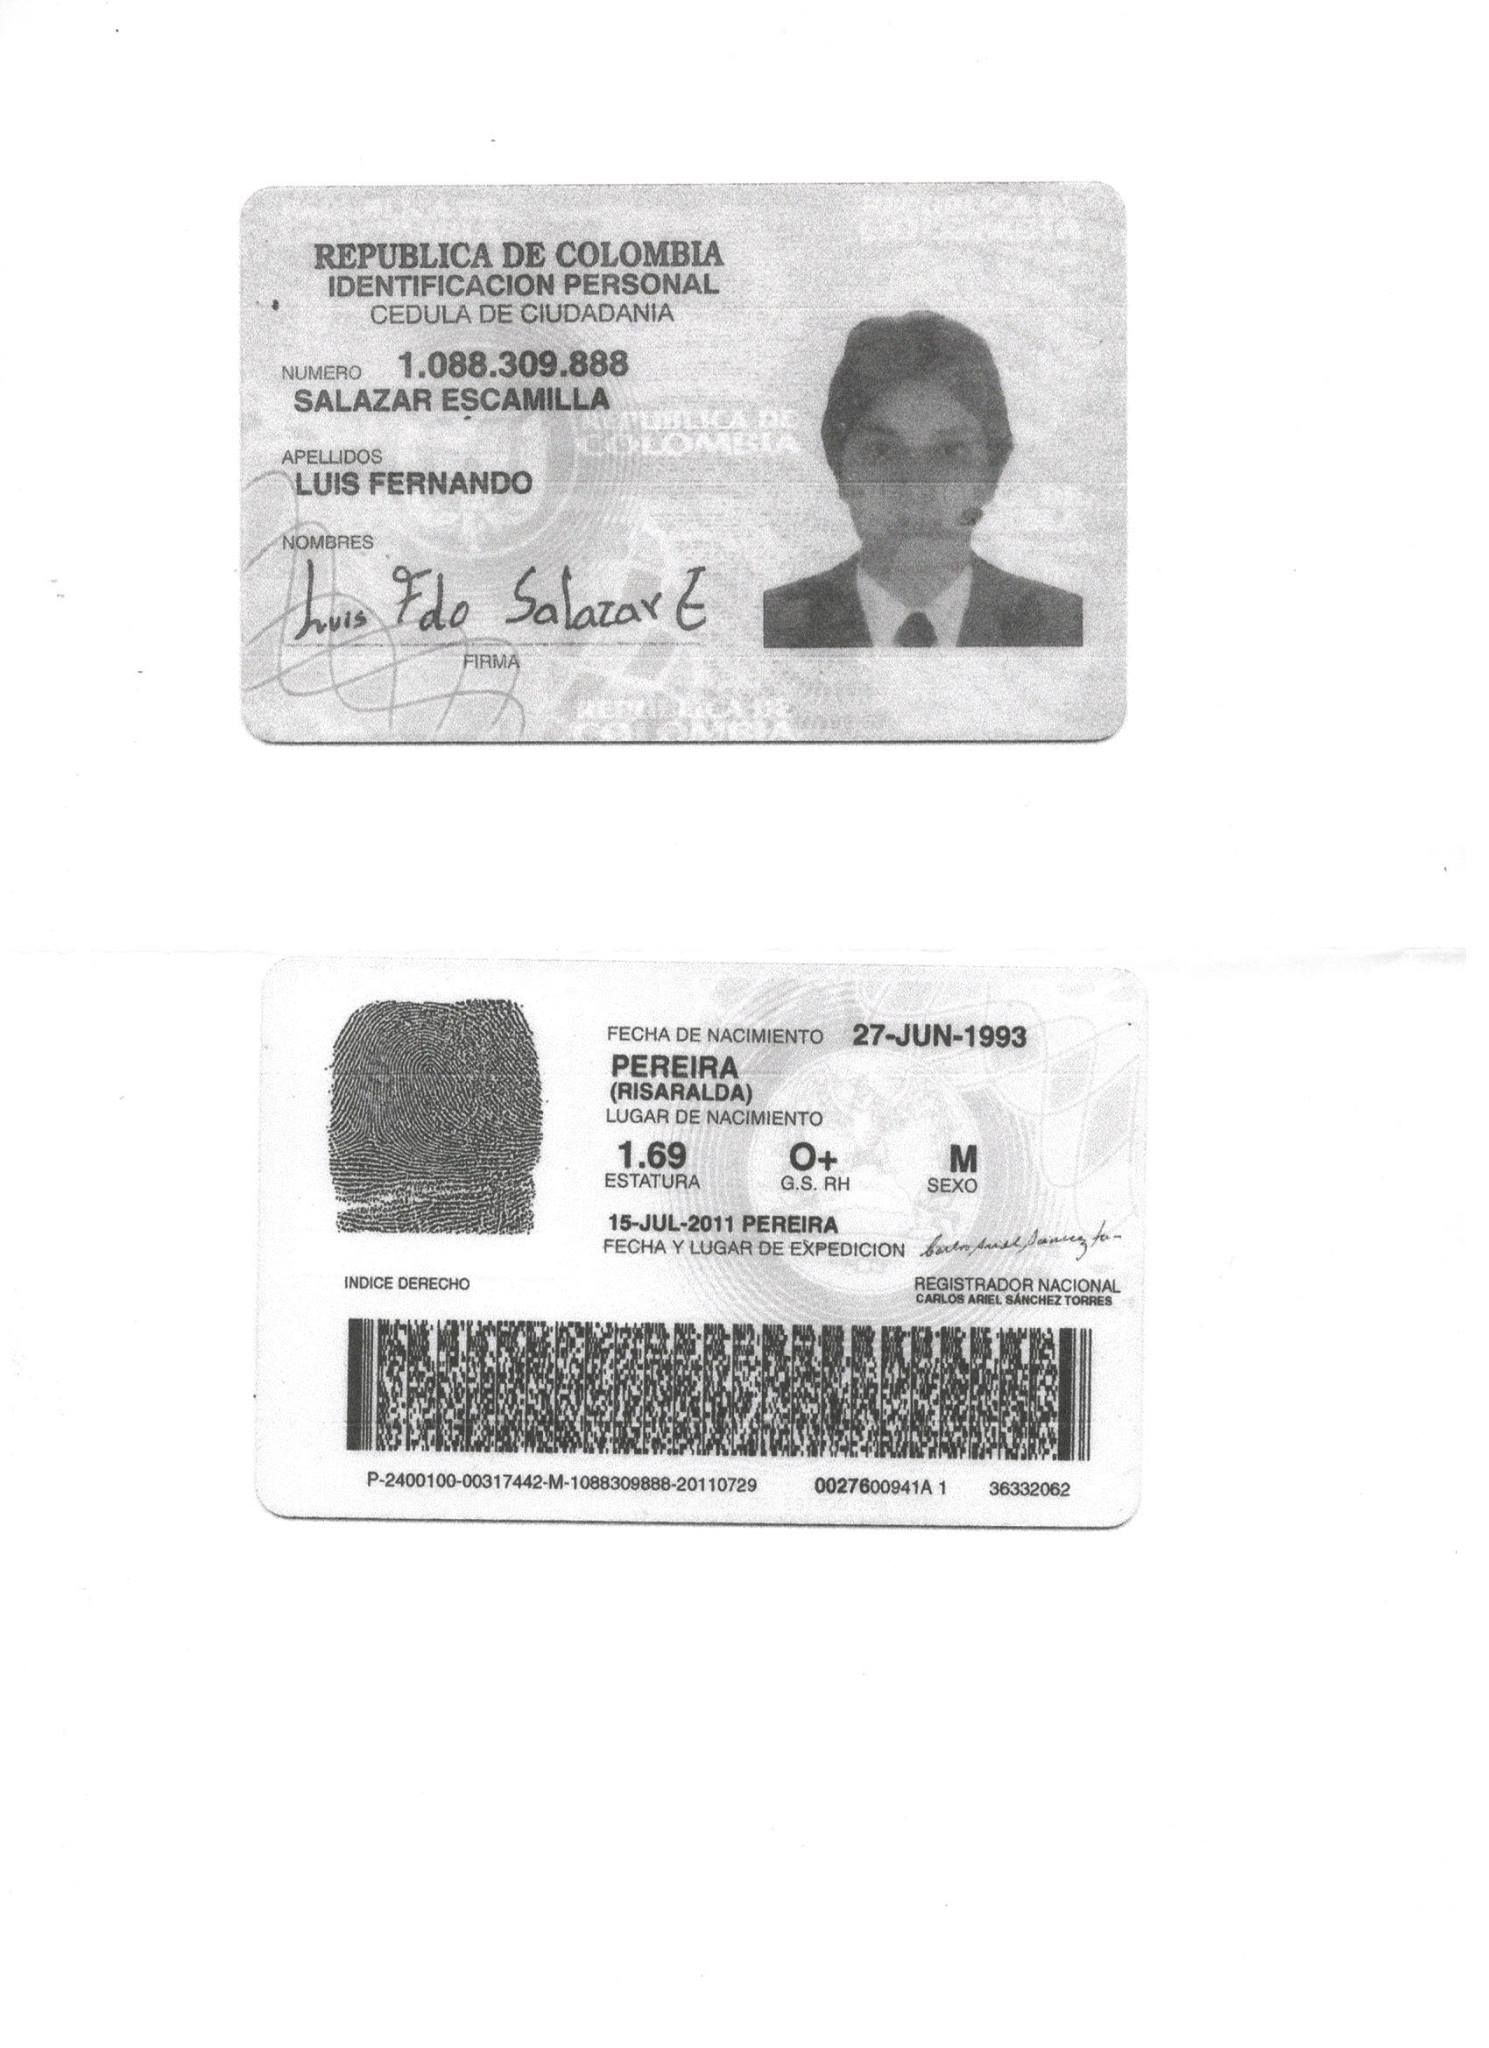 REPUBLICA DE COLOMBIA
IDENTIFICACION PERSONAL
CEDULA DE CIUDADANIA
NUMERO 1.088.309.888
SALAZAR ESCAMILLA
APELLIDOS
LUIS FERNANDO
NOMBRES
Luis Fdo Salazar E
FIRMA
REPUBLICA DE
COLOMBIA
REPUBLICA DE
COLOMBIA
FECHA DE NACIMIENTO 27-JUN-1993
PEREIRA
(RISARALDA)
LUGAR DE NACIMIENTO
1.69 O+ M
ESTATURA G.S. RH SEXO
15-JUL-2011 PEREIRA
FECHA Y LUGAR DE EXPEDICION
INDICE DERECHO
REGISTRADOR NACIONAL
CARLOS ARIEL SÁNCHEZ TORRES
P-2400100-00317442-M-1088309888-20110729 0027600941A 1 36332062